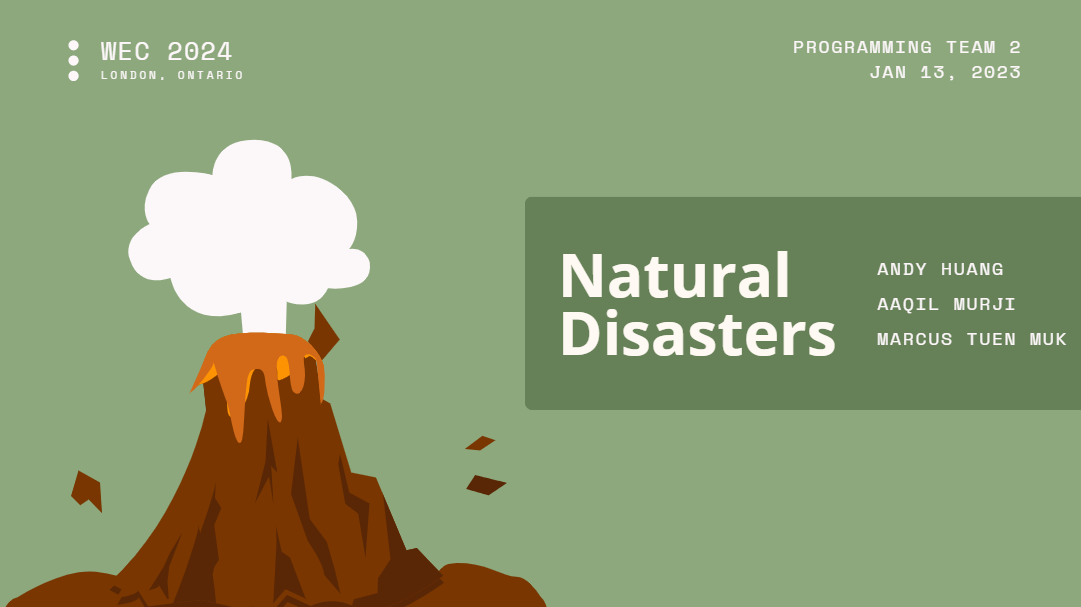 WEC 2024
LONDON, ONTARIO
PROGRAMMING TEAM 2
JAN 13, 2023
Natural
Disasters
ANDY HUANG
AAQIL MURJI
MARCUS TUEN MUK